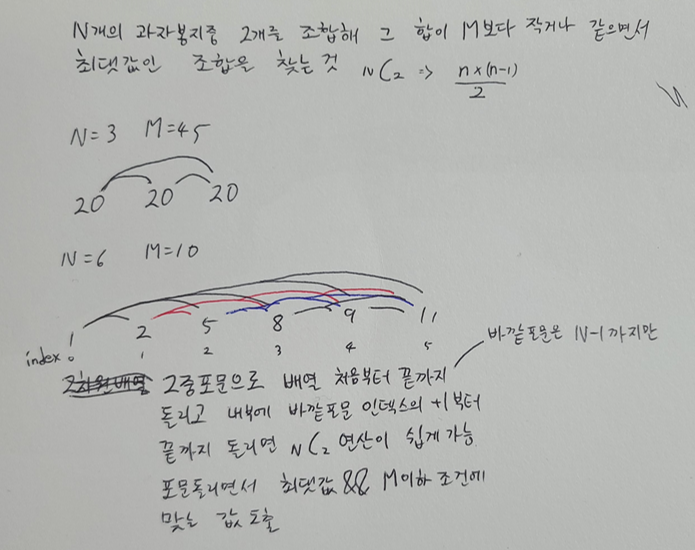 N개의 과자봉지중 2개를 조합해 그 합이 M보다 작거나 같으면서
최댓값인 조합을 찾는 것 NC2 => n×(n-1)/2
N=3 M=45
20 20 20
N=6 M=10
1 2 5 8 9 11
index 0 1 2 3 4 5
바깥포문은 N-1까지만
2차원배열 2중포문으로 배열 처음부터 끝까지
돌리고 내부에 바깥포문 인덱스의 +1부터
끝까지 돌리면 NC2 연산이 쉽게 가능
포문돌리면서 최댓값 && M이하 조건에
맞는 값 도출